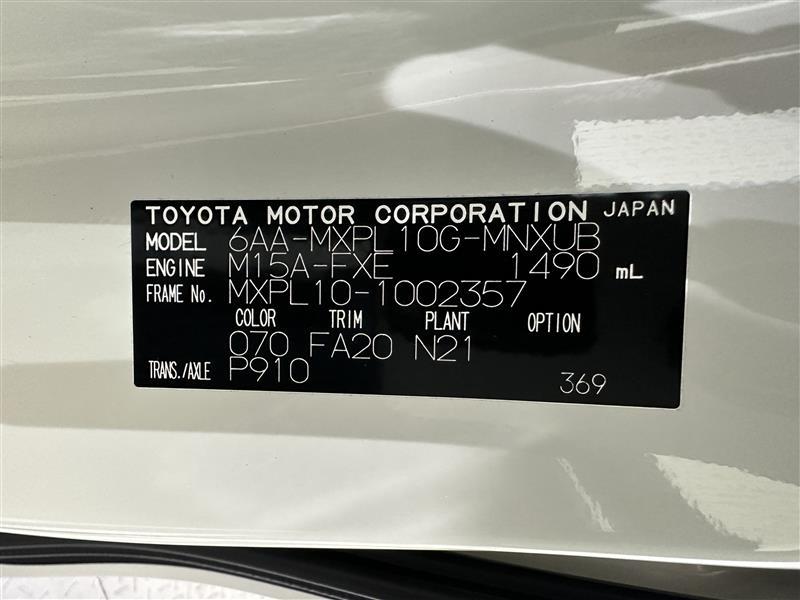 TOYOTA MOTOR CORPORATION JAPAN
MODEL 6AA-MXPL10G-MNXUB
ENGINE M15A-FXE 1490 mL
FRAME No. MXPL10-1002357
COLOR TRIM PLANT OPTION
070 FA20 N21
TRANS./AXLE P910
369